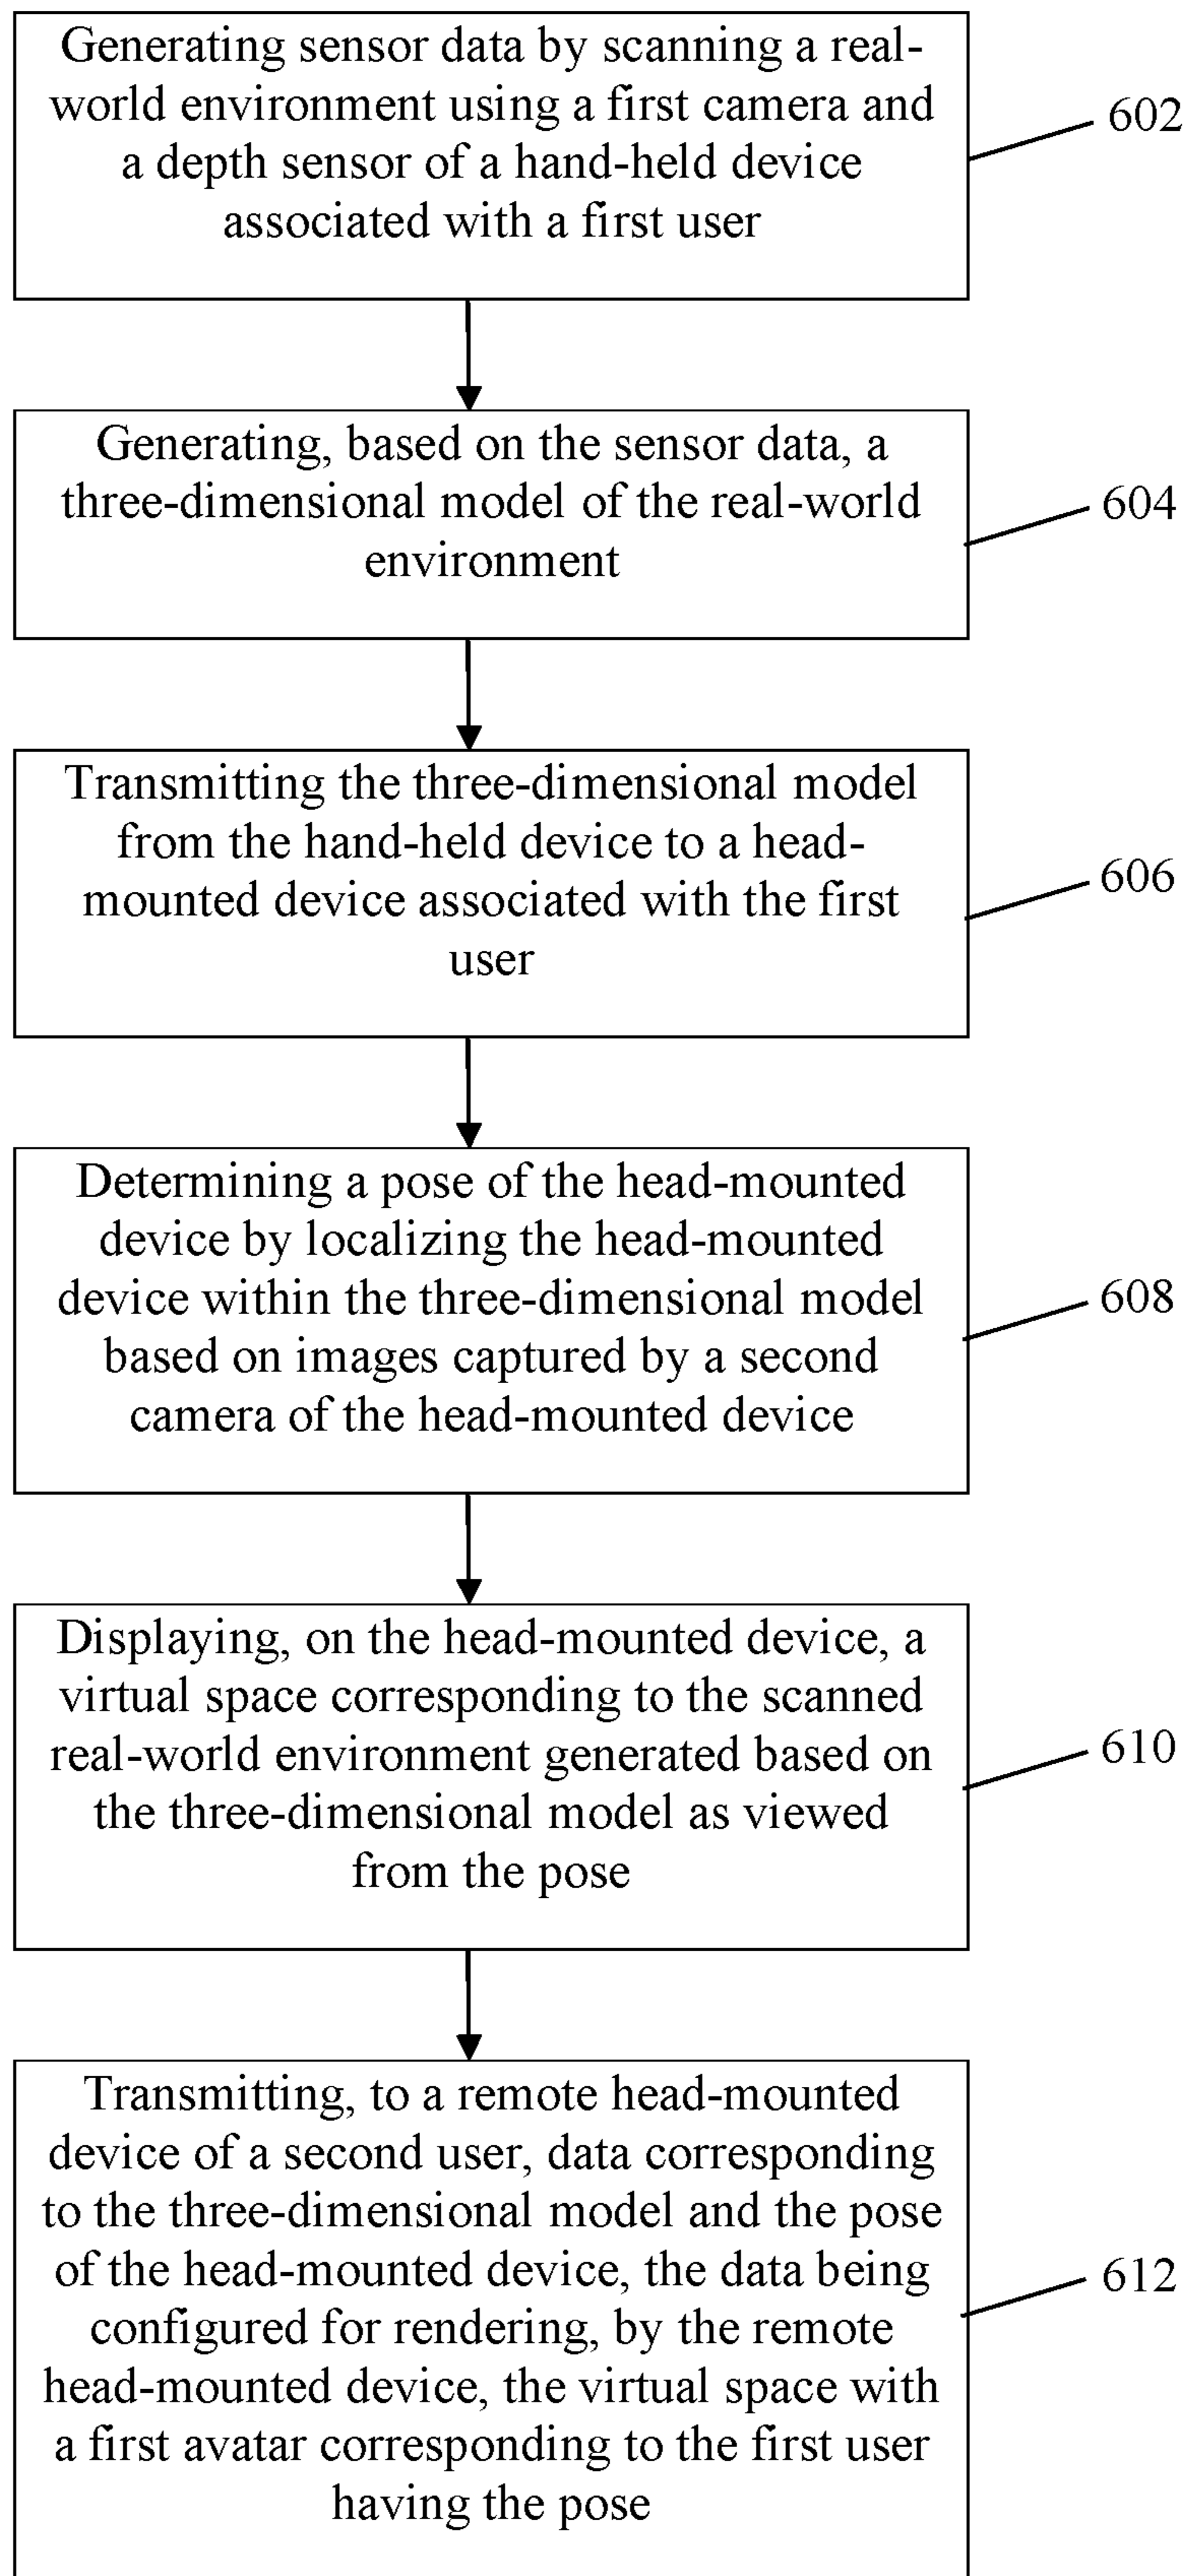 Generating sensor data by scanning a real-
world environment using a first camera and
a depth sensor of a hand-held device
associated with a first user
602
Generating, based on the sensor data, a
three-dimensional model of the real-world
environment
604
Transmitting the three-dimensional model
from the hand-held device to a head-
mounted device associated with the first
user
606
Determining a pose of the head-mounted
device by localizing the head-mounted
device within the three-dimensional model
based on images captured by a second
camera of the head-mounted device
608
Displaying, on the head-mounted device, a
virtual space corresponding to the scanned
real-world environment generated based on
the three-dimensional model as viewed
from the pose
610
Transmitting, to a remote head-mounted
device of a second user, data corresponding
to the three-dimensional model and the pose
of the head-mounted device, the data being
configured for rendering, by the remote
head-mounted device, the virtual space with
a first avatar corresponding to the first user
having the pose
612